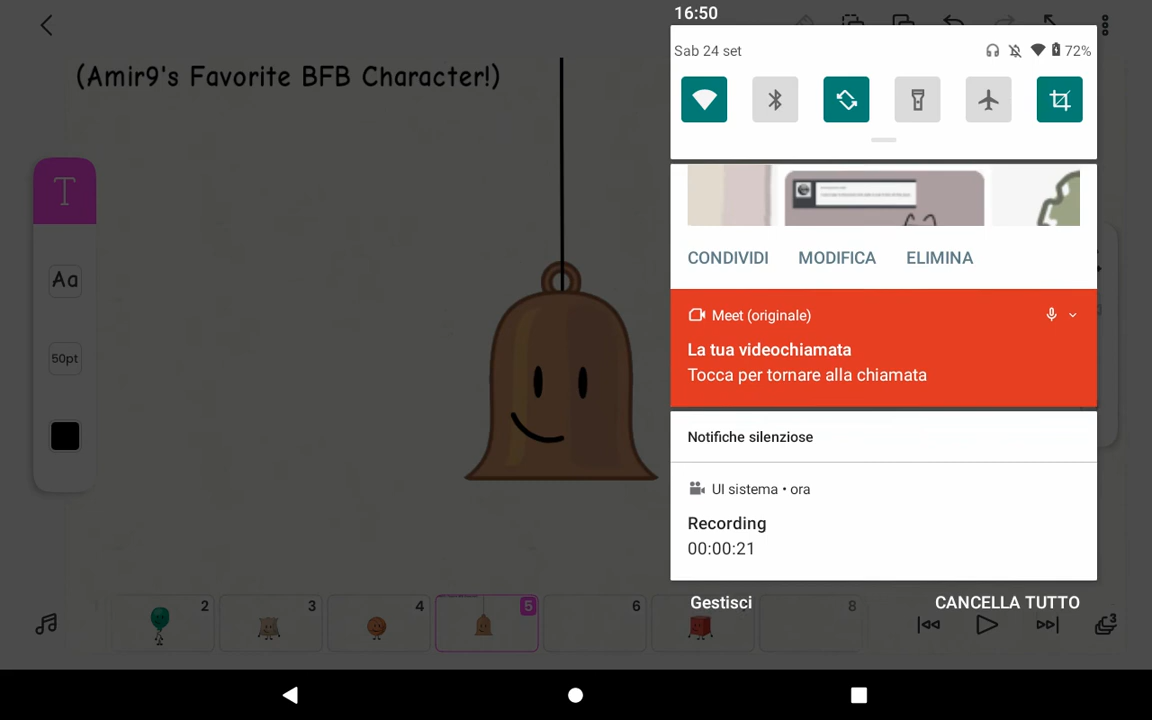 16:50
(Amir9's Favorite BFB Character!)
Sab 24 set
72%
T
Aa
50pt
CONDIVIDI MODIFICA ELIMINA
Meet (originale)
La tua videochiamata
Tocca per tornare alla chiamata
Notifiche silenziose
UI sistema • ora
Recording
00:00:21
Gestisci CANCELLA TUTTO
2 3 4 5 6 8
3